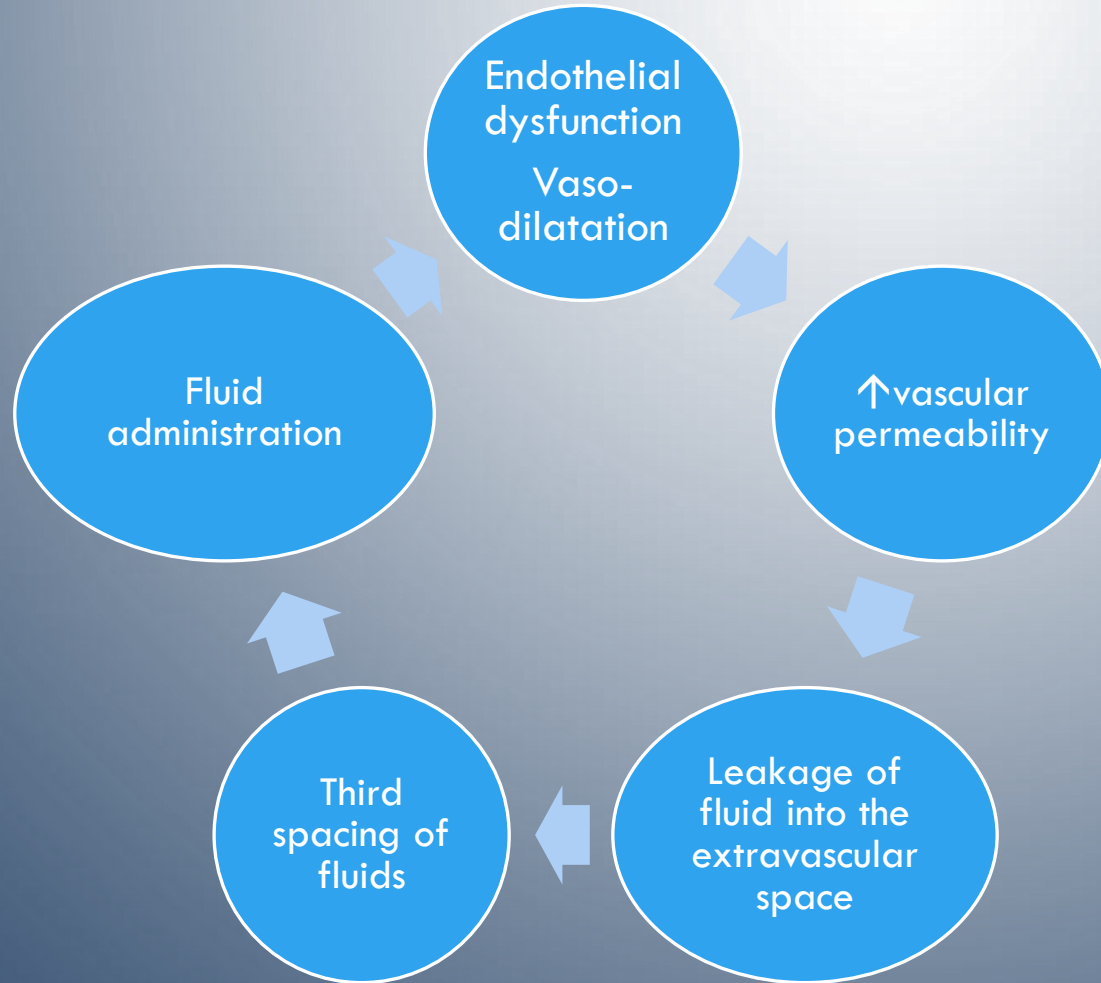 Endothelial
dysfunction
Vaso-
dilatation
↑vascular
permeability
Leakage of
fluid into the
extravascular
space
Third
spacing of
fluids
Fluid
administration